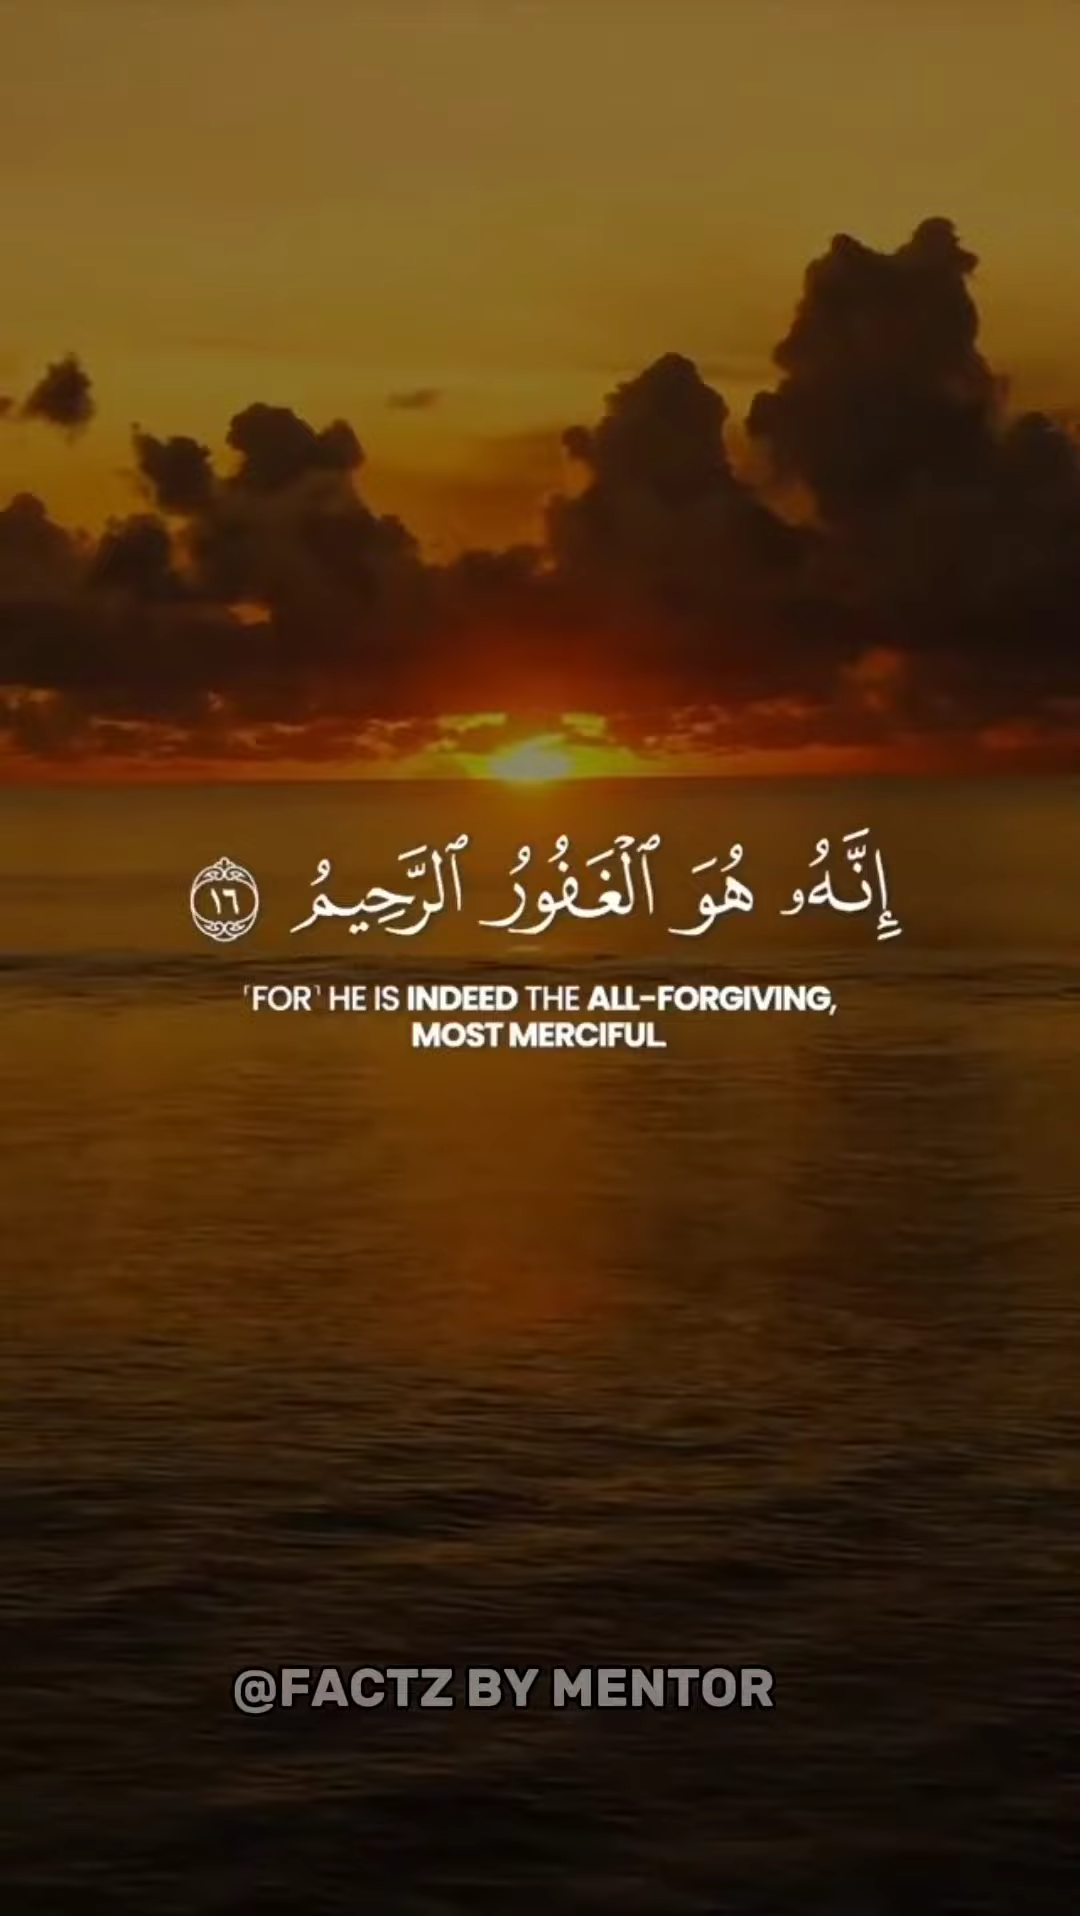 إِنَّهُۥ هُوَ ٱلْغَفُورُ ٱلرَّحِيمُ ١٦
⸢FOR⸣ HE IS INDEED THE ALL-FORGIVING,
MOST MERCIFUL.
@FACTZ BY MENTOR